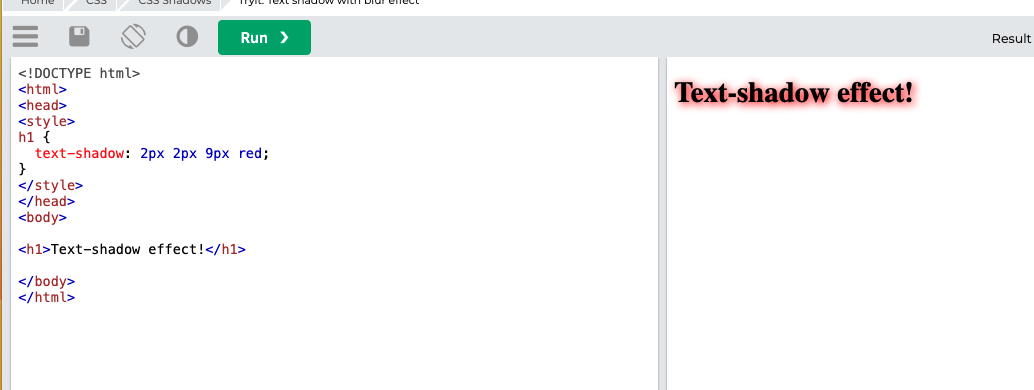 Home CSS CSS Shadows Tryit: Text shadow with blur effect
Run ❯
Result
<!DOCTYPE html>
<html>
<head>
<style>
h1 {
  text-shadow: 2px 2px 9px red;
}
</style>
</head>
<body>
<h1>Text-shadow effect!</h1>
</body>
</html>
Text-shadow effect!